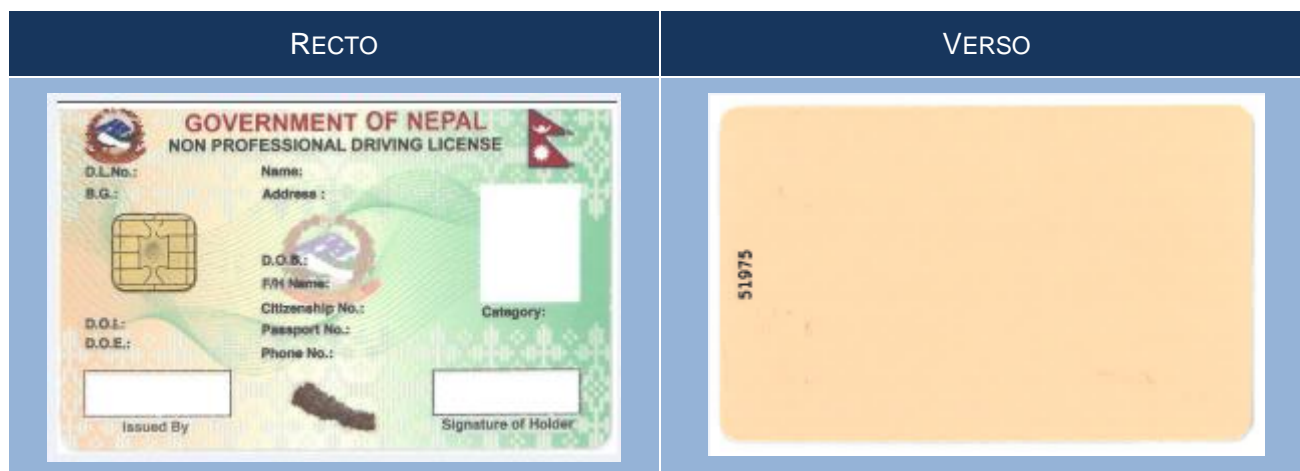 RECTO
VERSO
GOVERNMENT OF NEPAL
NON PROFESSIONAL DRIVING LICENSE
D.L.No.:
Name:
B.G.:
Address :
D.O.B.:
F/H Name:
Citizenship No.:
Category:
D.O.I.:
Passport No.:
D.O.E.:
Phone No.:
Issued By
Signature of Holder
51975